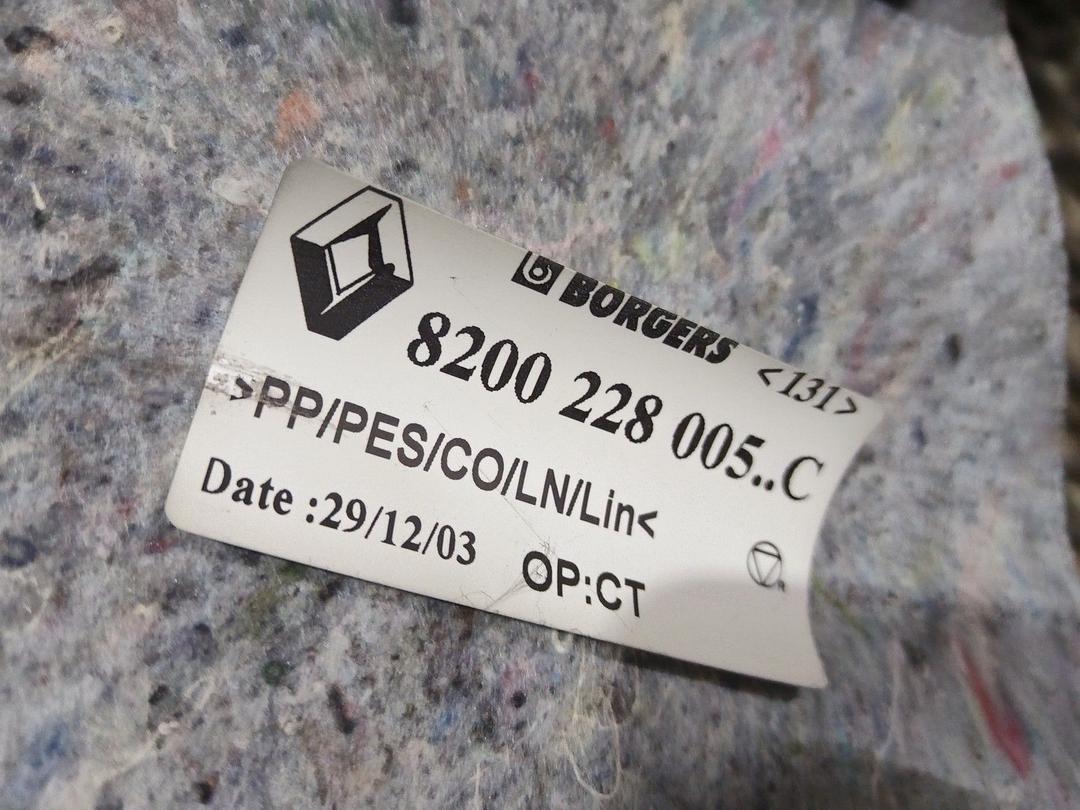 BORGERS
<131>
8200 228 005..C
>PP/PES/CO/LN/Lin<
Date :29/12/03 OP:CT